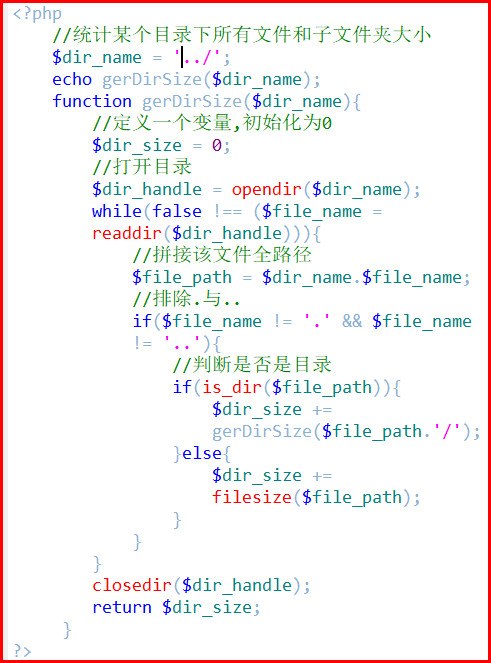 <?php
//统计某个目录下所有文件和子文件夹大小
$dir_name = '../';
echo gerDirSize($dir_name);
function gerDirSize($dir_name){
//定义一个变量,初始化为0
$dir_size = 0;
//打开目录
$dir_handle = opendir($dir_name);
while(false !== ($file_name =
readdir($dir_handle))){
//拼接该文件全路径
$file_path = $dir_name.$file_name;
//排除.与..
if($file_name != '.' && $file_name
!= '..'){
//判断是否是目录
if(is_dir($file_path)){
$dir_size +=
gerDirSize($file_path.'/');
}else{
$dir_size +=
filesize($file_path);
}
}
}
closedir($dir_handle);
return $dir_size;
}
?>